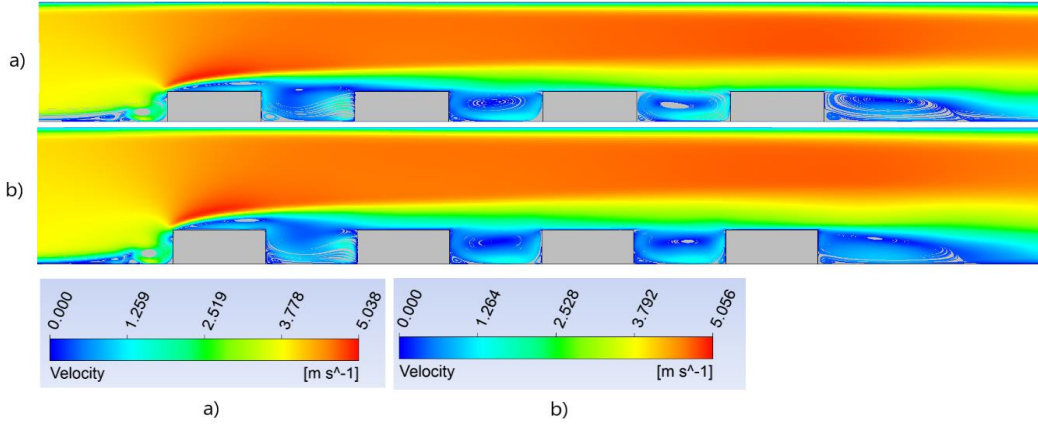 a)
b)
0.000 1.259 2.519 3.778 5.038
Velocity [m s^-1]
0.000 1.264 2.528 3.792 5.056
Velocity [m s^-1]
a) b)